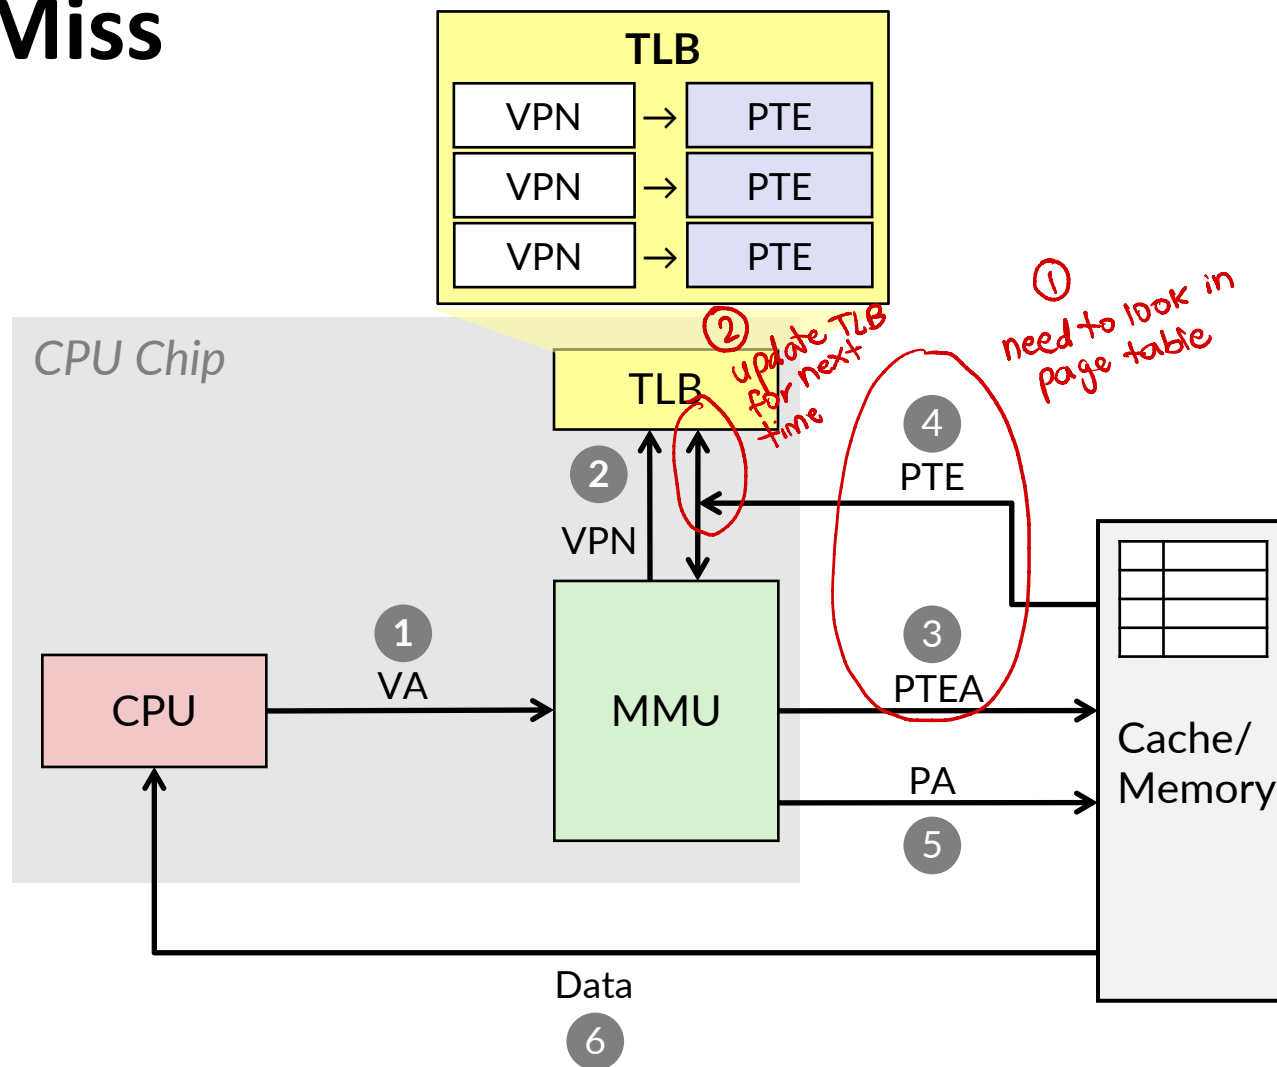 Miss
TLB
VPN → PTE
VPN → PTE
VPN → PTE
①
need to look in
page table
②
update TLB
for next
time
CPU Chip
TLB
4
PTE
2
VPN
1
VA
3
PTEA
CPU
MMU
Cache/
Memory
PA
5
Data
6